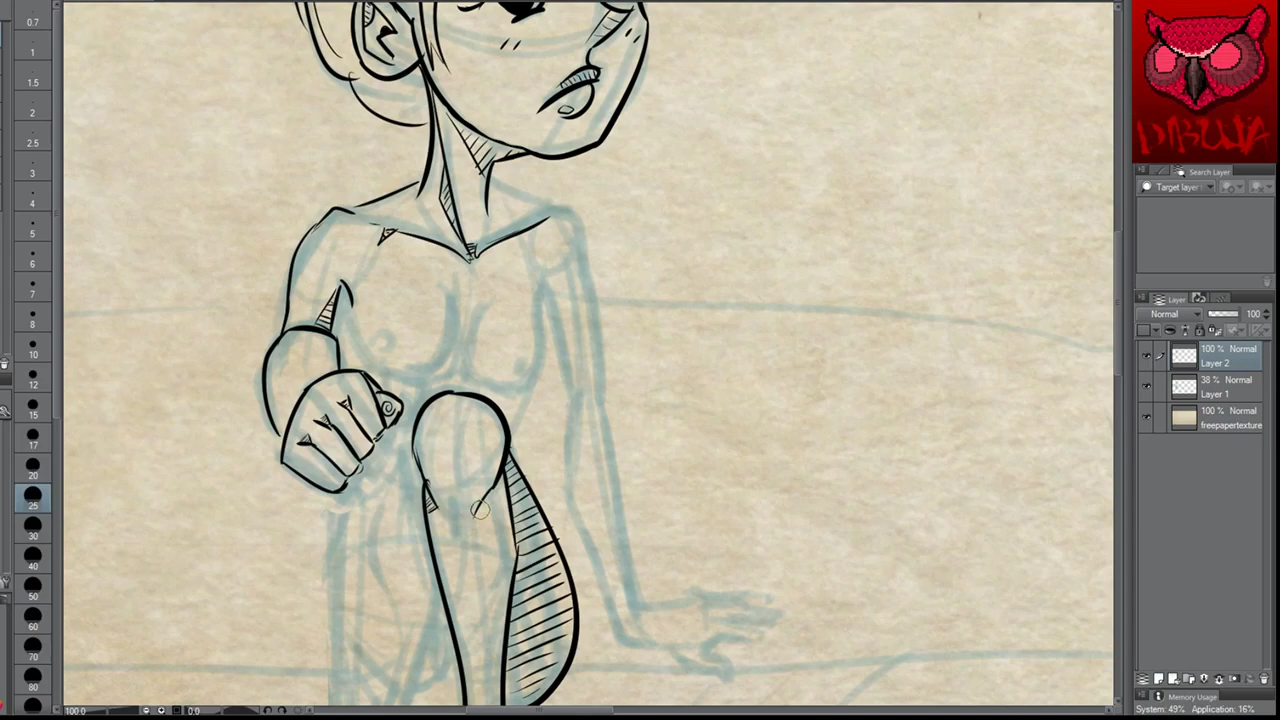 0.7
1
1.5
2
2.5
3
4
5
6
7
8
10
12
15
17
20
25
30
40
50
60
70
80
100.0
0.0
DIBUJA
Search Layer
Target layer
Layer
Normal
100
100 % Normal
Layer 2
38 % Normal
Layer 1
100 % Normal
freepapertexture
Memory Usage
System: 49% Application: 16%